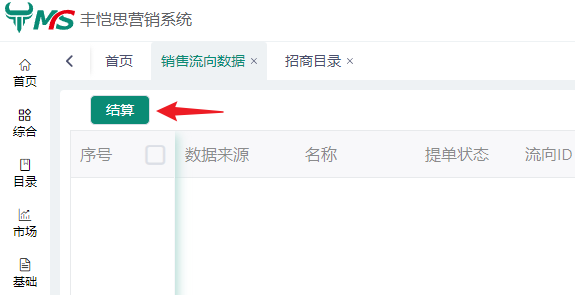 MS 丰恺思营销系统
首页 销售流向数据 × 招商目录 ×
首页
综合
目录
市场
基础
结算
序号 数据来源 名称 提单状态 流向ID